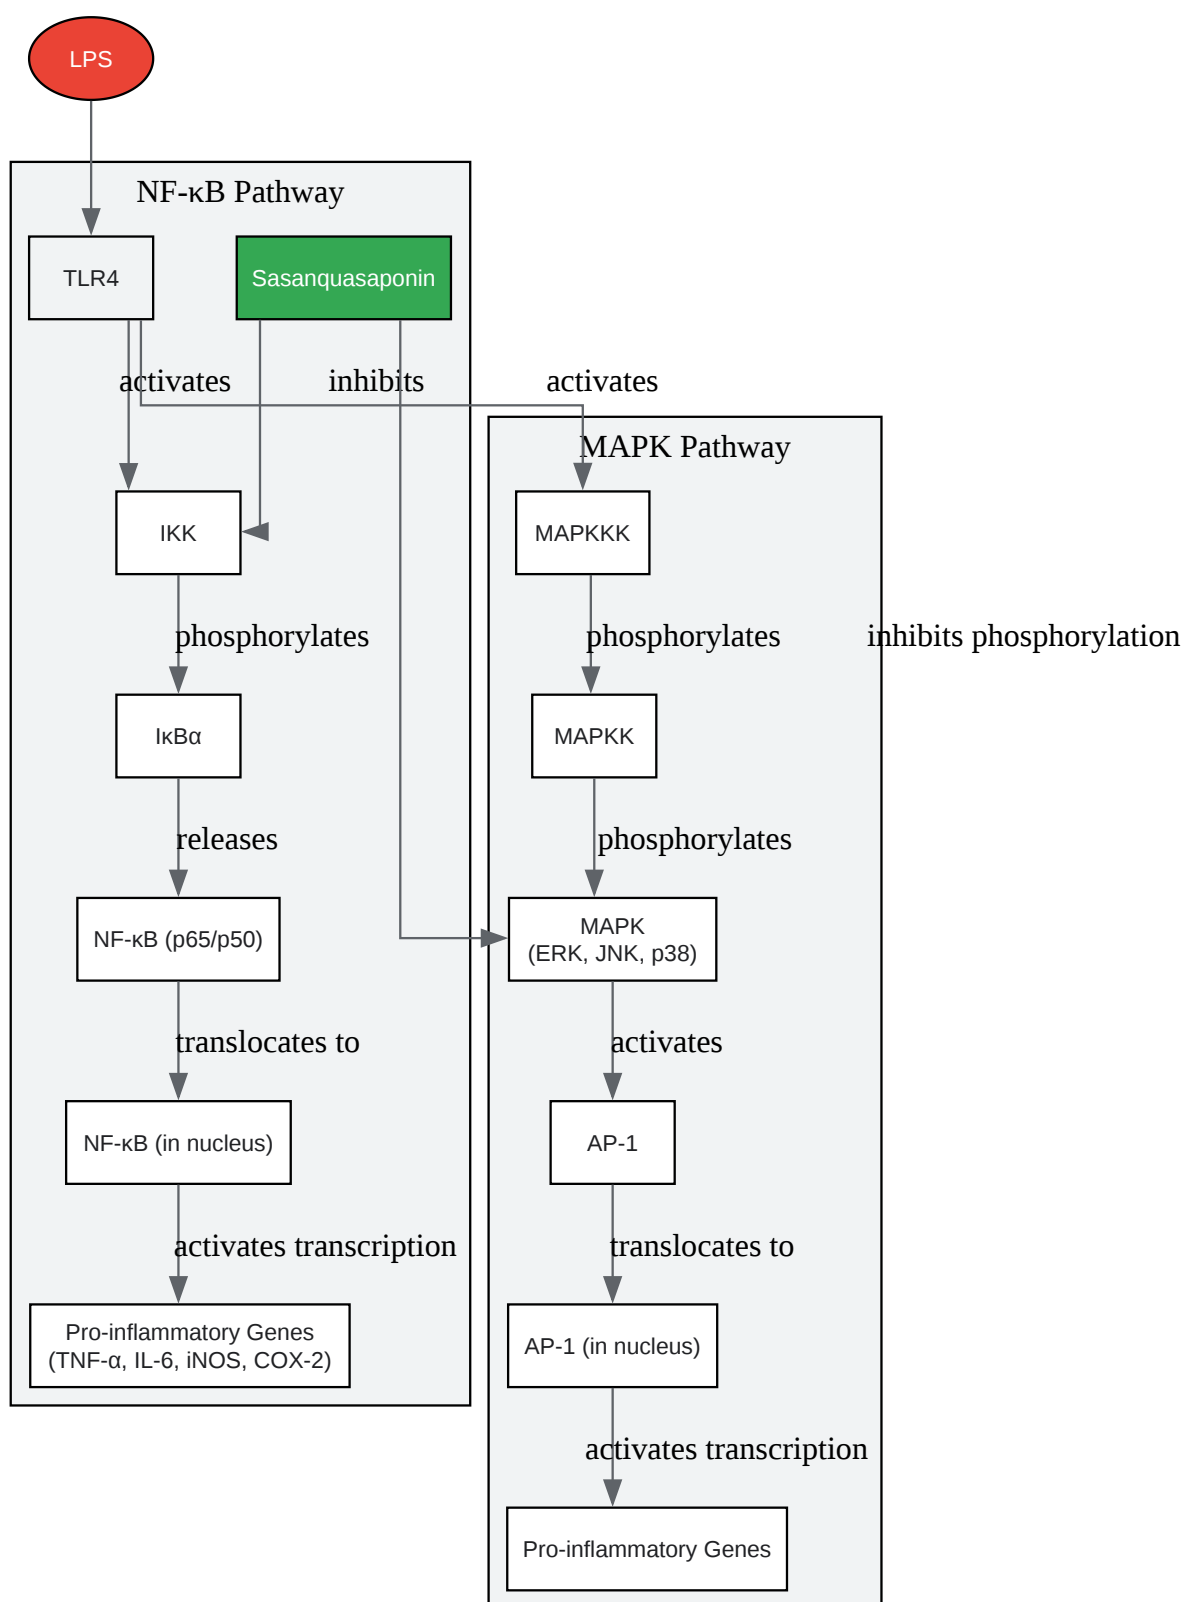 LPS
NF-κB Pathway
TLR4
Sasanquasaponin
activates
inhibits
activates
MAPK Pathway
IKK
MAPKKK
phosphorylates
phosphorylates
inhibits phosphorylation
IκBα
MAPKK
releases
phosphorylates
NF-κB (p65/p50)
MAPK
(ERK, JNK, p38)
translocates to
activates
NF-κB (in nucleus)
AP-1
activates transcription
translocates to
Pro-inflammatory Genes
(TNF-α, IL-6, iNOS, COX-2)
AP-1 (in nucleus)
activates transcription
Pro-inflammatory Genes